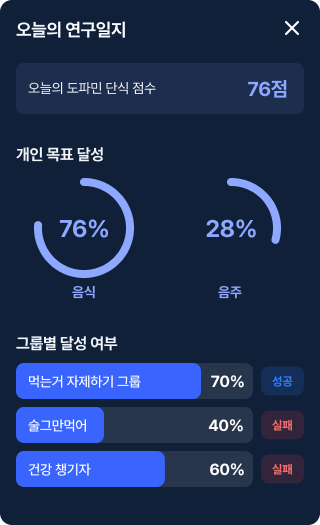 오늘의 연구일지
오늘의 도파민 단식 점수 76점
개인 목표 달성
76% 28%
음식 음주
그룹별 달성 여부
먹는거 자제하기 그룹 70% 성공
술그만먹어 40% 실패
건강 챙기자 60% 실패